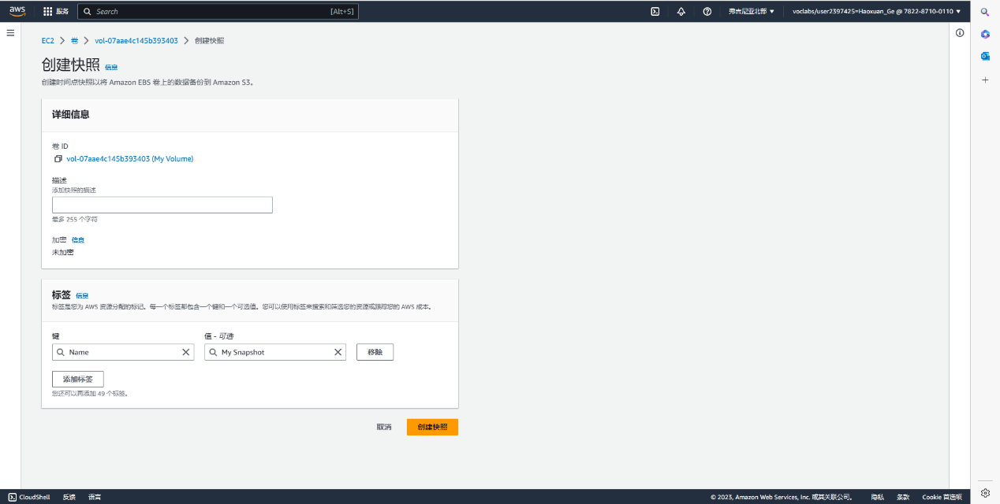 aws 服务 Search [Alt+S] 弗吉尼亚北部 voclabs/user2397425=Haoxuan_Ge @ 7822-8710-0110
EC2 卷 vol-07aae4c145b393403 创建快照
创建快照 信息
创建时间点快照以将 Amazon EBS 卷上的数据备份到 Amazon S3。
详细信息
卷 ID
vol-07aae4c145b393403 (My Volume)
描述
添加快照的描述
最多 255 个字符
加密 信息
未加密
标签 信息
标签是您为 AWS 资源分配的标记。每一个标签都包含一个键和一个可选值。您可以使用标签来搜索和筛选您的资源或跟踪您的 AWS 成本。
键 值 - 可选
Name My Snapshot 移除
添加标签
您还可以再添加 49 个标签。
取消 创建快照
CloudShell 反馈 语言 © 2023, Amazon Web Services, Inc. 或其关联公司。 隐私 条款 Cookie 首选项